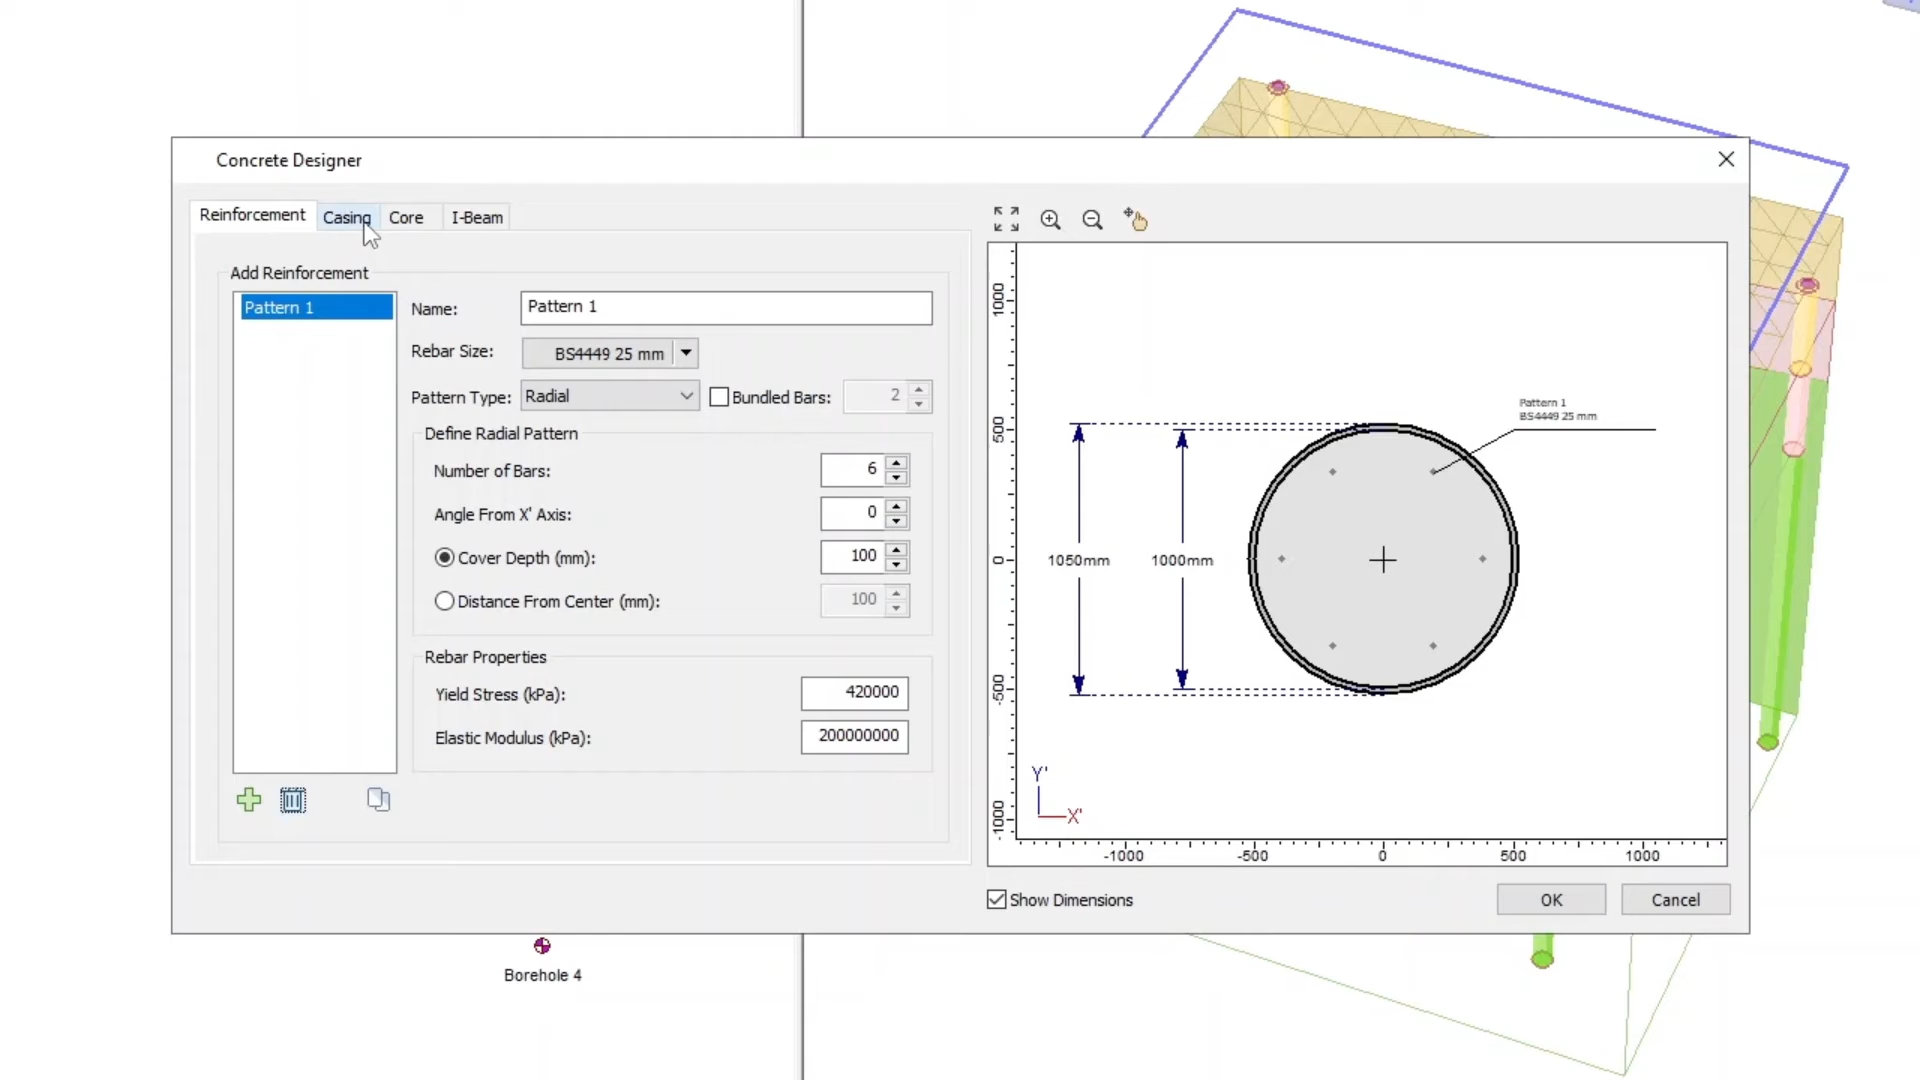 Concrete Designer
Reinforcement
Casing
Core
I-Beam
Add Reinforcement
Pattern 1
Name:
Pattern 1
Rebar Size:
BS4449 25 mm
Pattern Type:
Radial
Bundled Bars:
2
Define Radial Pattern
Number of Bars:
6
Angle From X' Axis:
0
Cover Depth (mm):
100
Distance From Center (mm):
100
Rebar Properties
Yield Stress (kPa):
420000
Elastic Modulus (kPa):
200000000
1000
500
0
-500
-1000
Pattern 1
BS4449 25 mm
1050mm
1000mm
Y'
X'
-1000
-500
0
500
1000
Show Dimensions
OK
Cancel
Borehole 4